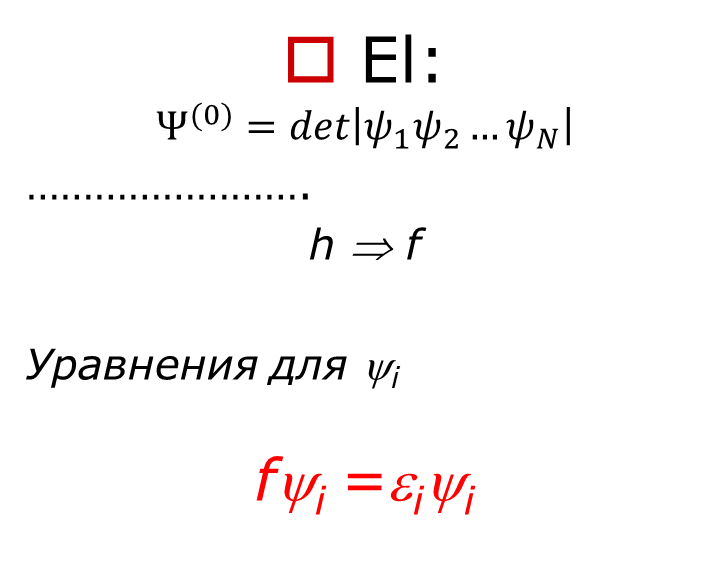 □ El:
Ψ⁽⁰⁾ = det|ψ₁ψ₂ … ψ_N|
……………………….
h ⇒ f
Уравнения для ψᵢ
fψᵢ =εᵢψᵢ